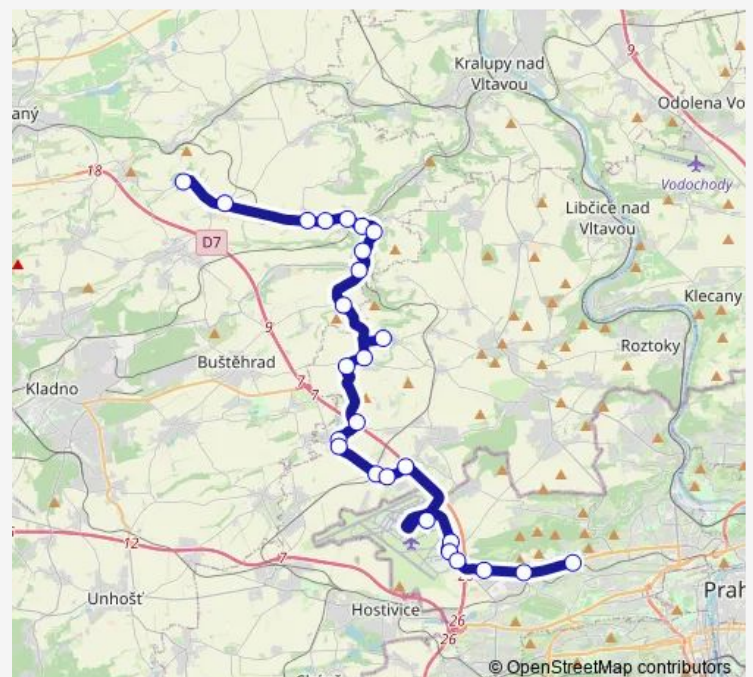 Kralupy nad
Vltavou
9
Odolena Vo
aný
18
Vodochody
Libčice nad
Vltavou
D7
Klecany
9
Roztoky
Buštěhrad
7
7
Kladno
12
7
Unhošť
Hostivice
26
26
Prah
© OpenStreetMap contributors